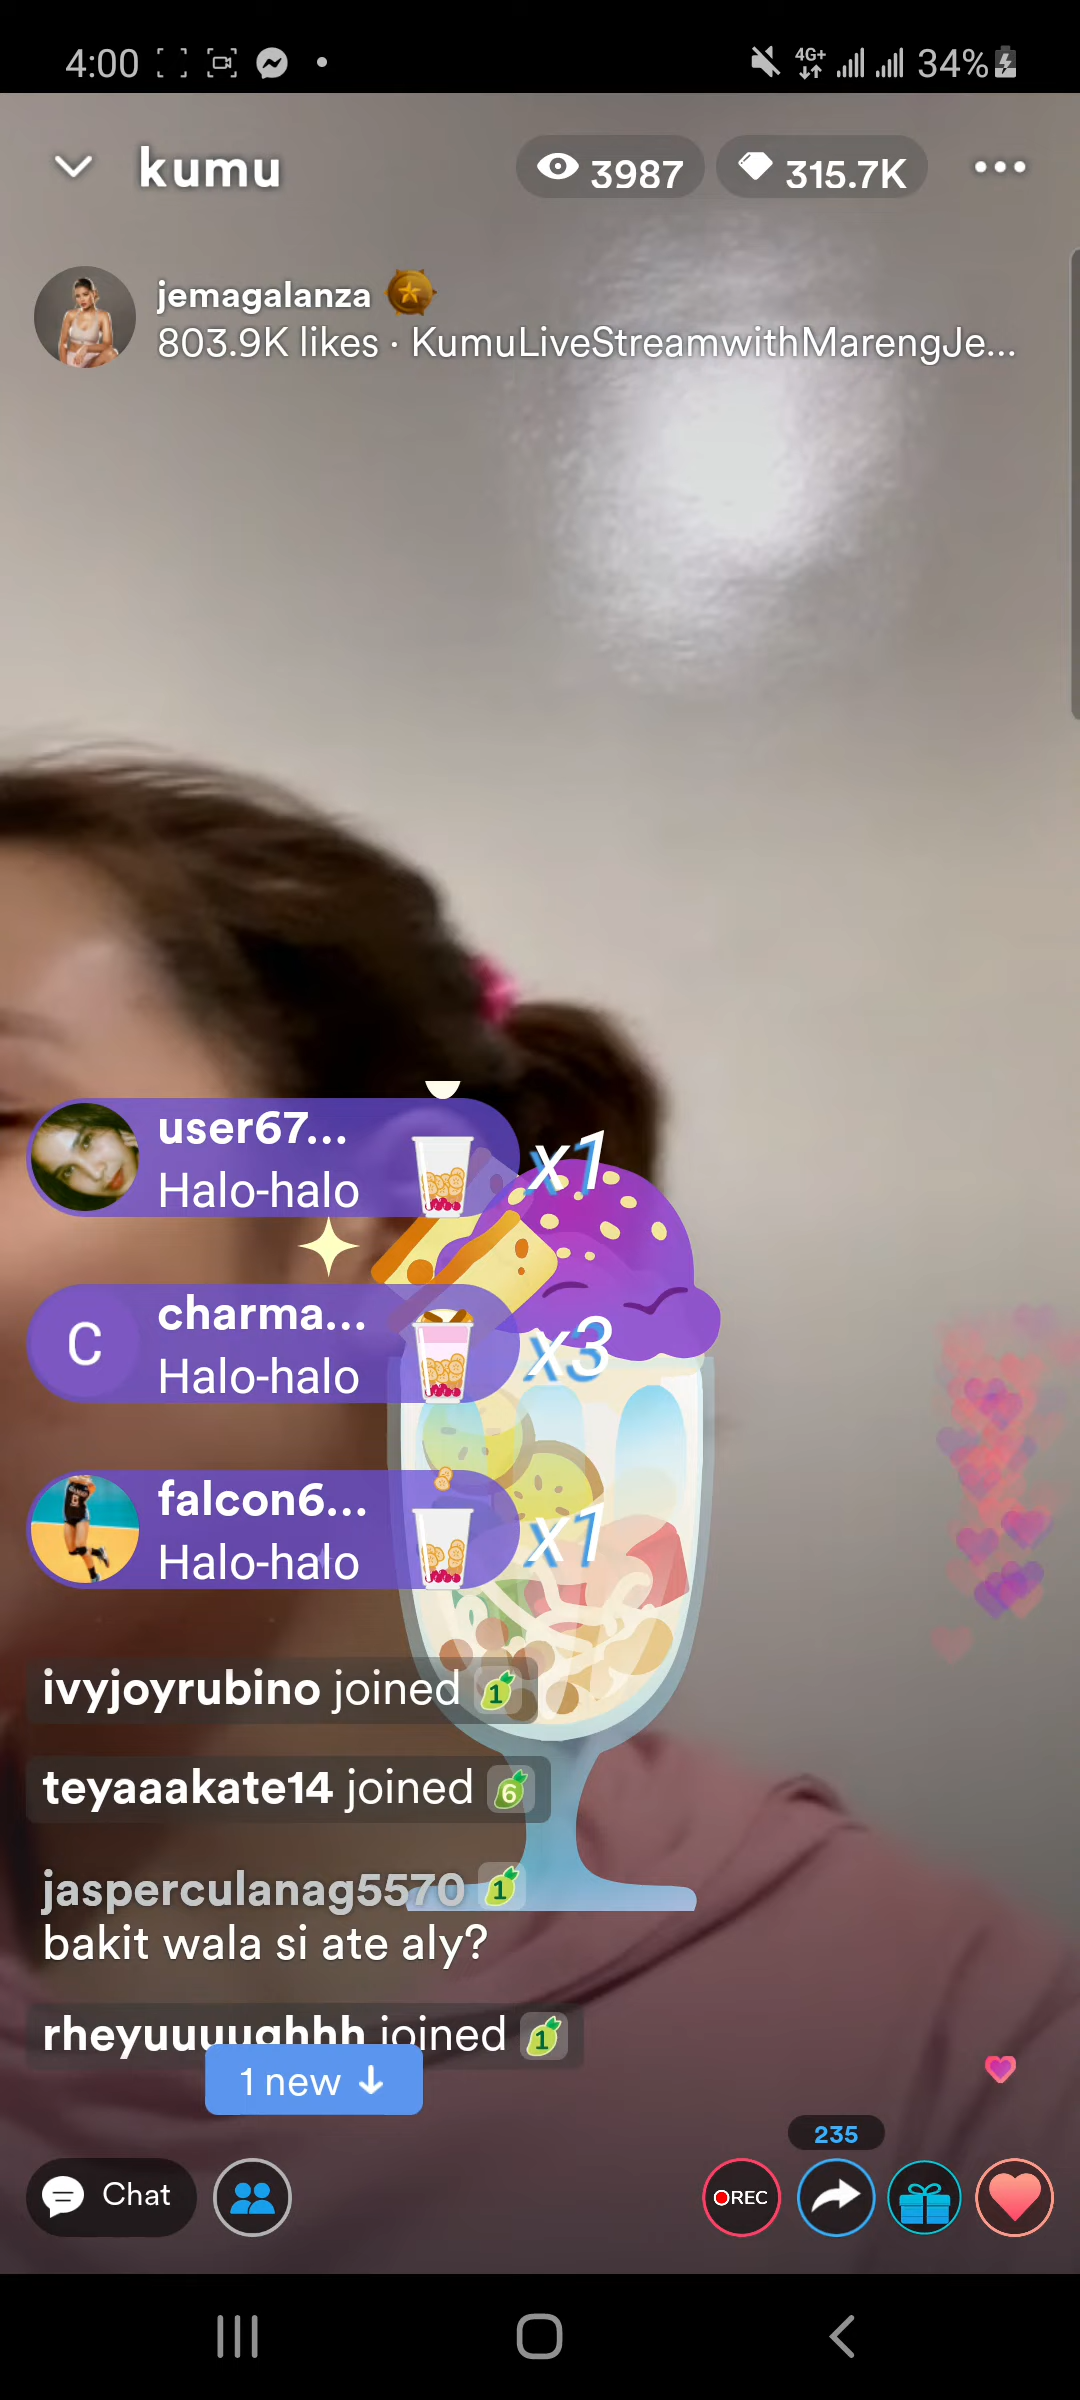 4:00 4G+ 34%
kumu 3987 315.7K
jemagalanza
803.9K likes · KumuLiveStreamwithMarengJe...
user67...
Halo-halo x1
C charma...
Halo-halo x3
falcon6...
Halo-halo x1
ivyjoyrubino joined 1
teyaaakate14 joined 6
jasperculanag5570 1
bakit wala si ate aly?
rheyuuuughhh joined 1
1 new
235
Chat REC